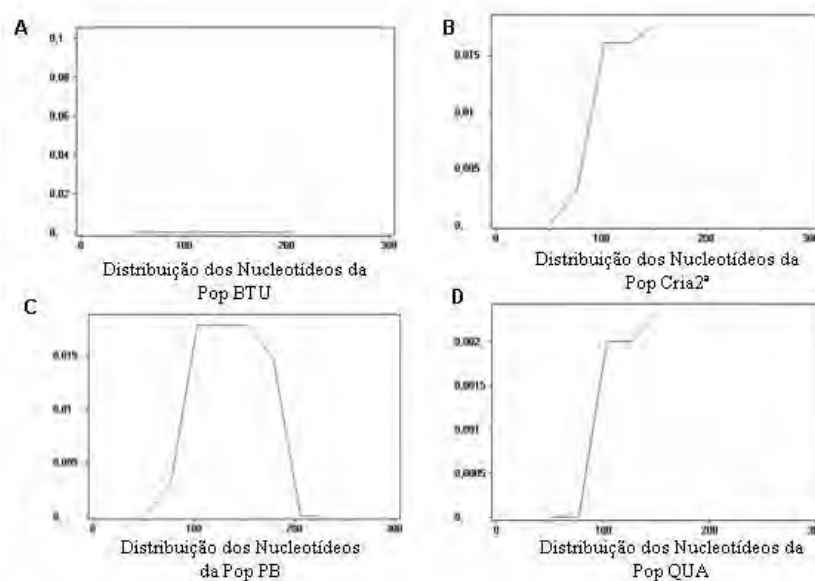 A
0,1
0,08
0,06
0,04
0,02
0,
0 100 200 300
Distribuição dos Nucleotídeos da
Pop BTU
B
0,015
0,01
0,005
0,
0 100 200 300
Distribuição dos Nucleotídeos da
Pop Cria2ª
C
0,015
0,01
0,005
0,
0 100 200 300
Distribuição dos Nucleotídeos
da Pop PB
D
0,002
0,0015
0,001
0,0005
0,
0 100 200 300
Distribuição dos Nucleotídeos da
Pop QUA